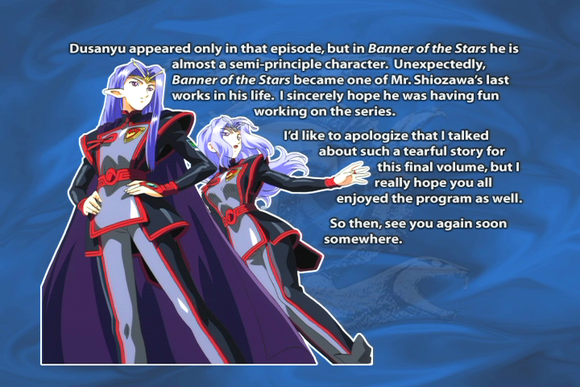 Dusanyu appeared only in that episode, but in Banner of the Stars he is
almost a semi-principle character. Unexpectedly,
Banner of the Stars became one of Mr. Shiozawa's last
works in his life. I sincerely hope he was having fun
working on the series.
I'd like to apologize that I talked
about such a tearful story for
this final volume, but I
really hope you all
enjoyed the program as well.
So then, see you again soon
somewhere.